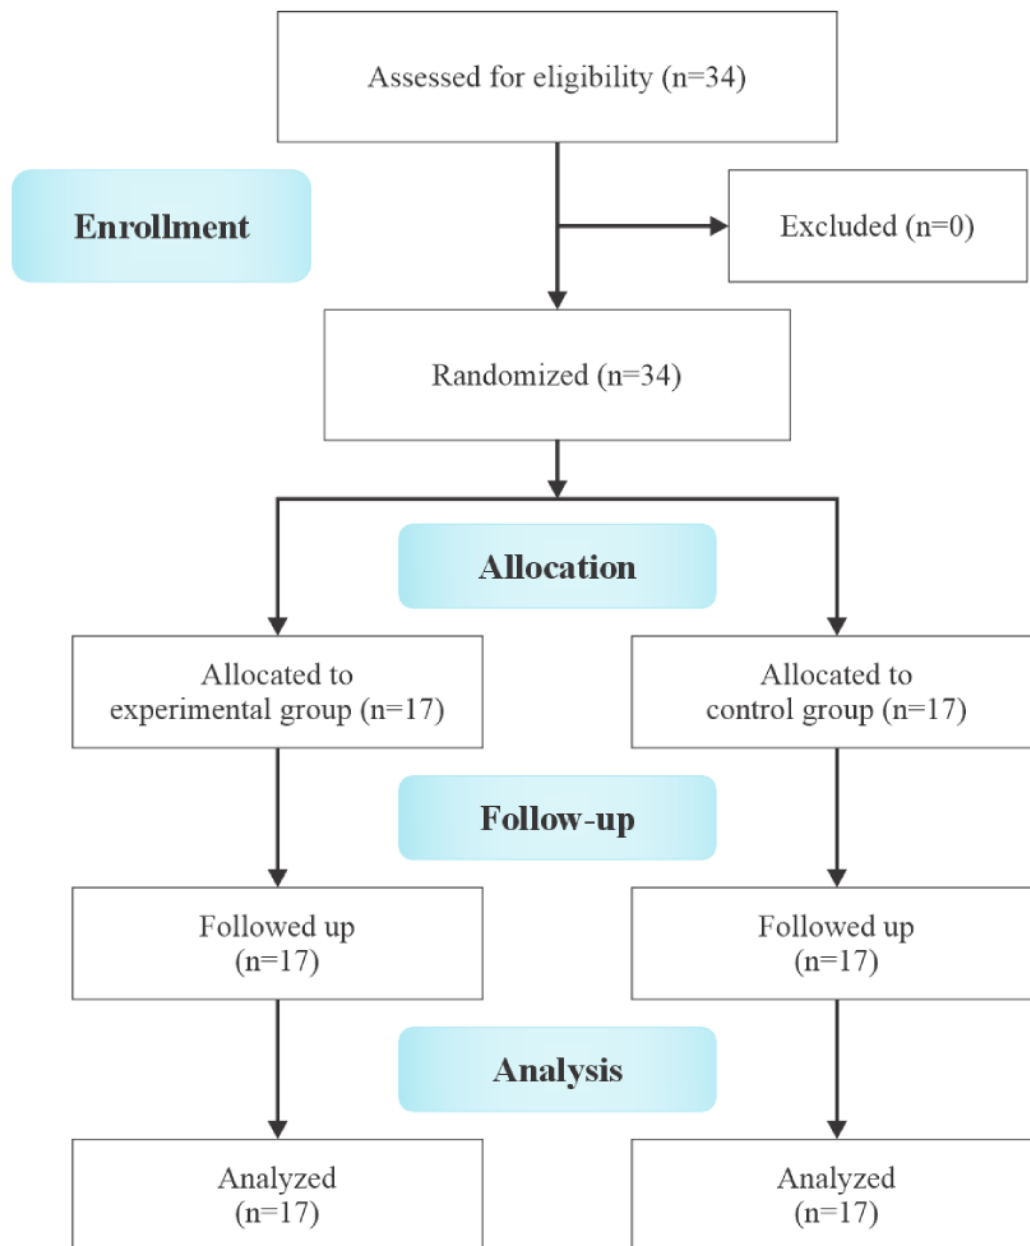 Assessed for eligibility (n=34)
Enrollment
Excluded (n=0)
Randomized (n=34)
Allocation
Allocated to
experimental group (n=17)
Allocated to
control group (n=17)
Follow-up
Followed up
(n=17)
Followed up
(n=17)
Analysis
Analyzed
(n=17)
Analyzed
(n=17)